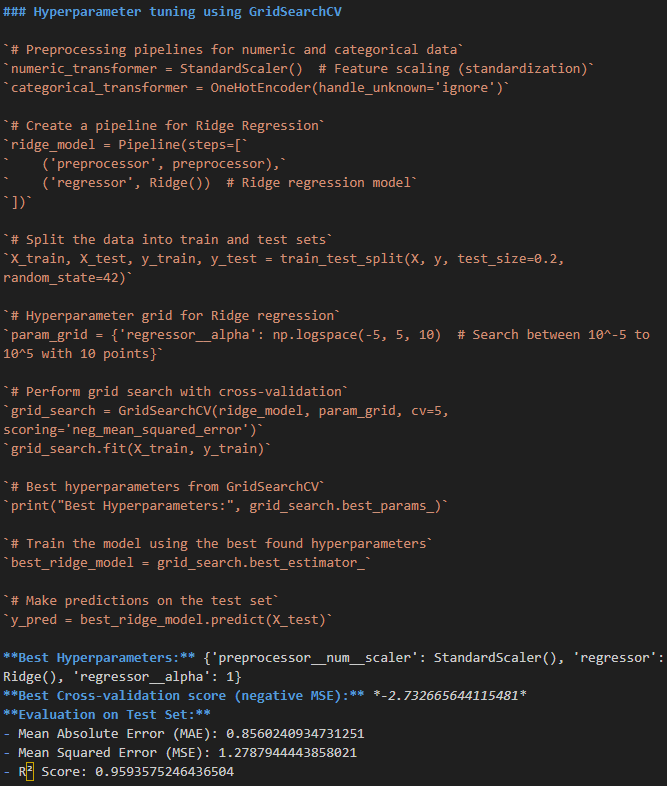 ### Hyperparameter tuning using GridSearchCV
`# Preprocessing pipelines for numeric and categorical data`
`numeric_transformer = StandardScaler()  # Feature scaling (standardization)`
`categorical_transformer = OneHotEncoder(handle_unknown='ignore')`
`# Create a pipeline for Ridge Regression`
`ridge_model = Pipeline(steps=[`
`    ('preprocessor', preprocessor),`
`    ('regressor', Ridge())  # Ridge regression model`
`])`
`# Split the data into train and test sets`
`X_train, X_test, y_train, y_test = train_test_split(X, y, test_size=0.2,
random_state=42)`
`# Hyperparameter grid for Ridge regression`
`param_grid = {'regressor__alpha': np.logspace(-5, 5, 10)  # Search between 10^-5 to
10^5 with 10 points}`
`# Perform grid search with cross-validation`
`grid_search = GridSearchCV(ridge_model, param_grid, cv=5,
scoring='neg_mean_squared_error')`
`grid_search.fit(X_train, y_train)`
`# Best hyperparameters from GridSearchCV`
`print("Best Hyperparameters:", grid_search.best_params_)`
`# Train the model using the best found hyperparameters`
`best_ridge_model = grid_search.best_estimator_`
`# Make predictions on the test set`
`y_pred = best_ridge_model.predict(X_test)`
**Best Hyperparameters:** {'preprocessor__num__scaler': StandardScaler(), 'regressor':
Ridge(), 'regressor__alpha': 1}
**Best Cross-validation score (negative MSE):** *-2.732665644115481*
**Evaluation on Test Set:**
- Mean Absolute Error (MAE): 0.8560240934731251
- Mean Squared Error (MSE): 1.2787944443858021
- R² Score: 0.9593575246436504